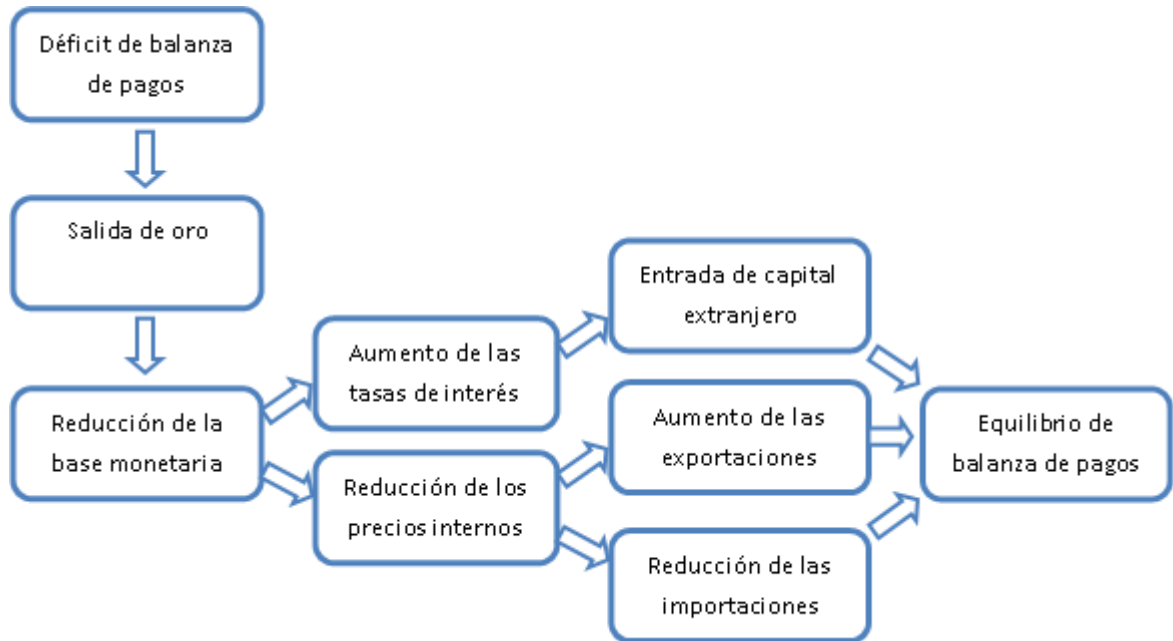 Déficit de balanza
de pagos
Salida de oro
Reducción de la
base monetaria
Aumento de las
tasas de interés
Reducción de los
precios internos
Entrada de capital
extranjero
Aumento de las
exportaciones
Reducción de las
importaciones
Equilibrio de
balanza de pagos